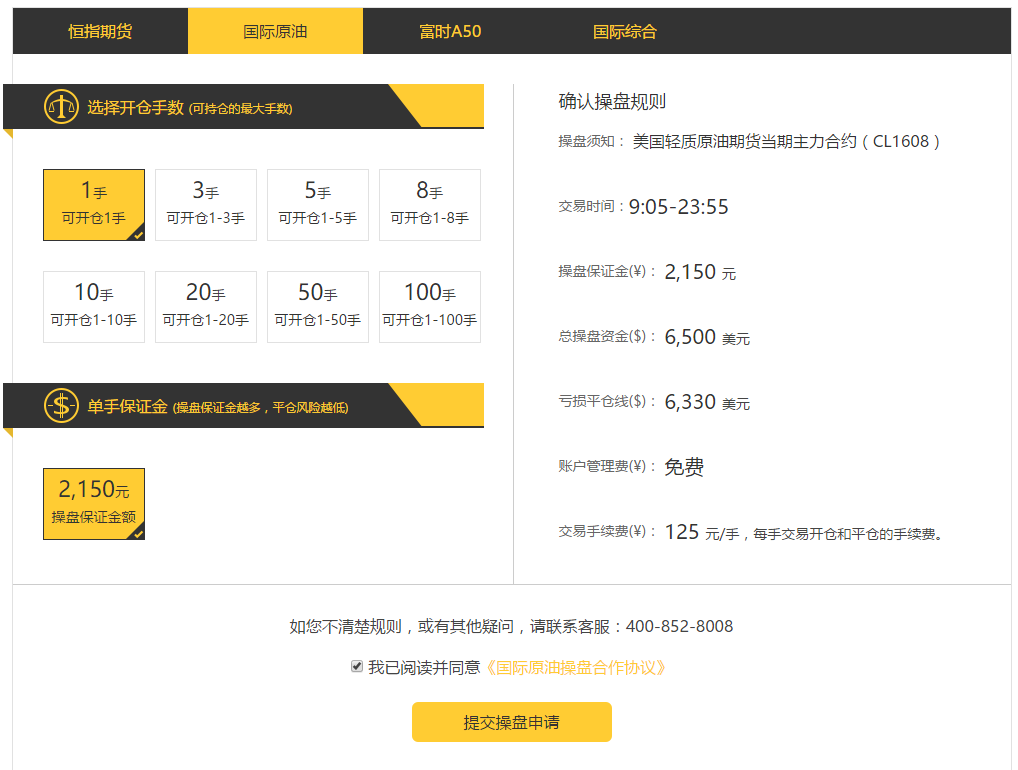 恒指期货 国际原油 富时A50 国际综合
选择开仓手数 (可持仓的最大手数)
1手 3手 5手 8手
可开仓1手 可开仓1-3手 可开仓1-5手 可开仓1-8手
10手 20手 50手 100手
可开仓1-10手 可开仓1-20手 可开仓1-50手 可开仓1-100手
单手保证金 (操盘保证金越多，平仓风险越低)
2,150元
操盘保证金额
确认操盘规则
操盘须知： 美国轻质原油期货当期主力合约（CL1608）
交易时间：9:05-23:55
操盘保证金(¥)： 2,150 元
总操盘资金($)： 6,500 美元
亏损平仓线($)： 6,330 美元
账户管理费(¥)： 免费
交易手续费(¥)： 125 元/手，每手交易开仓和平仓的手续费。
如您不清楚规则，或有其他疑问，请联系客服：400-852-8008
我已阅读并同意《国际原油操盘合作协议》
提交操盘申请